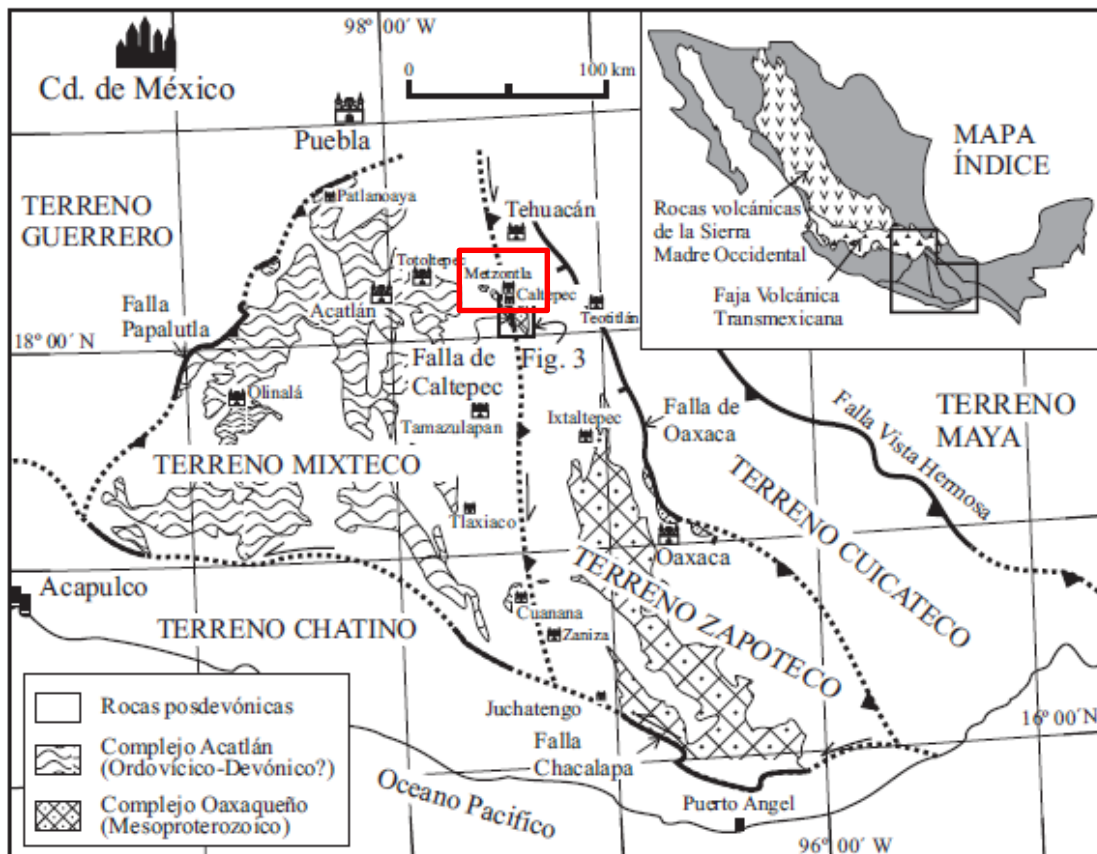 98° 00´ W
0
100 km
Cd. de México
Puebla
MAPA
ÍNDICE
Rocas volcánicas
de la Sierra
Madre Occidental
Faja Volcánica
Transmexicana
TERRENO
GUERRERO
Patlanoaya
Tehuacán
Totoltepec
Metzontla
Caltepec
Acatlán
Teotitlán
Falla
Papalutla
18° 00´ N
Fig. 3
Falla de
Caltepec
Olinalá
Tamazulapan
Ixtaltepec
Falla de
Oaxaca
TERRENO
MAYA
Falla Vista Hermosa
TERRENO MIXTECO
TERRENO CUICATECO
Tlaxiaco
Oaxaca
TERRENO ZAPOTECO
Acapulco
TERRENO CHATINO
Cuanana
Zaniza
Juchatengo
16° 00´N
Falla
Chacalapa
Puerto Angel
Oceano Pacifíco
96° 00´ W
Rocas posdevónicas
Complejo Acatlán
(Ordovícico-Devónico?)
Complejo Oaxaqueño
(Mesoproterozoico)